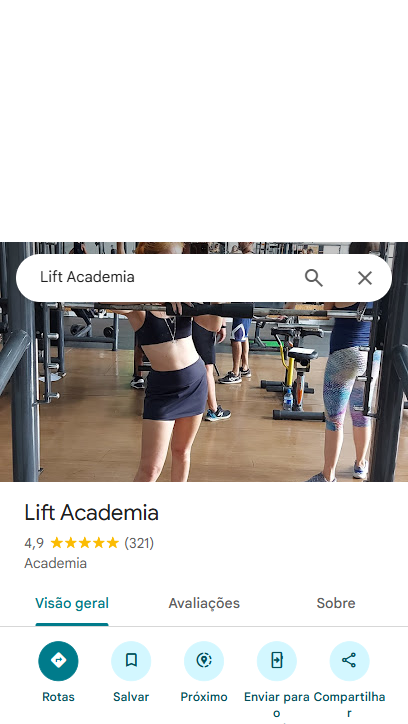 Lift Academia
Lift Academia
4,9 (321)
Academia
Visão geral Avaliações Sobre
Rotas Salvar Próximo Enviar para o Compartilhar